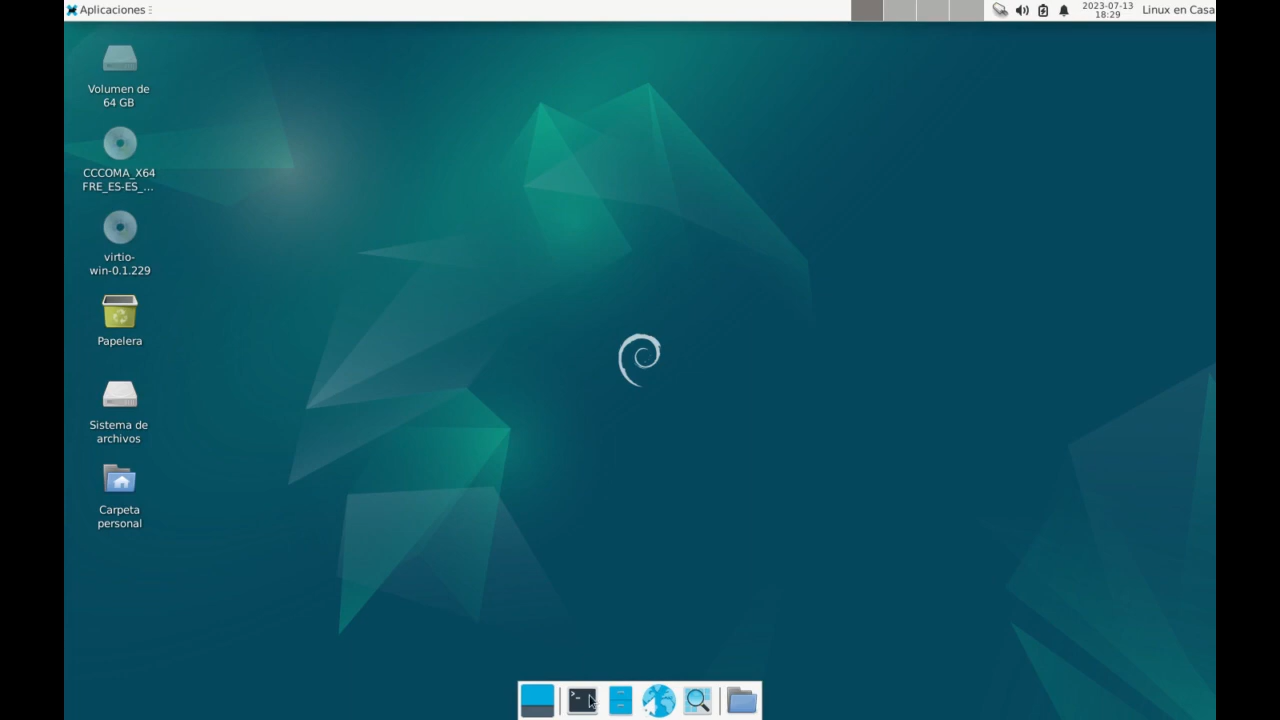 Aplicaciones
2023-07-13
18:29
Linux en Casa
Volumen de
64 GB
CCCOMA_X64
FRE_ES-ES_...
virtio-
win-0.1.229
Papelera
Sistema de
archivos
Carpeta
personal
>-